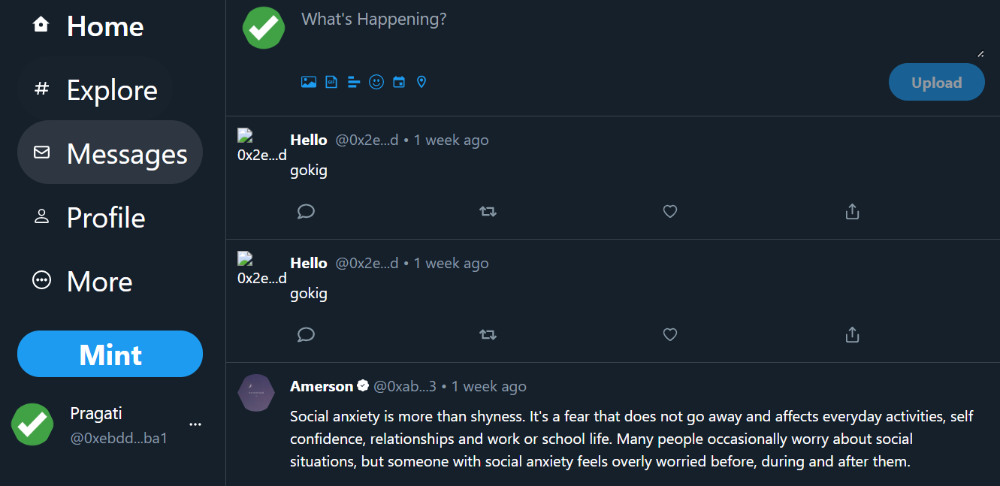 Home
Explore
Messages
Profile
More
Mint
Pragati
@0xebdd...ba1
What's Happening?
GIF
Upload
Hello @0x2e...d • 1 week ago
0x2e...d
gokig
Hello @0x2e...d • 1 week ago
0x2e...d
gokig
Amerson @0xab...3 • 1 week ago
Social anxiety is more than shyness. It's a fear that does not go away and affects everyday activities, self
confidence, relationships and work or school life. Many people occasionally worry about social
situations, but someone with social anxiety feels overly worried before, during and after them.